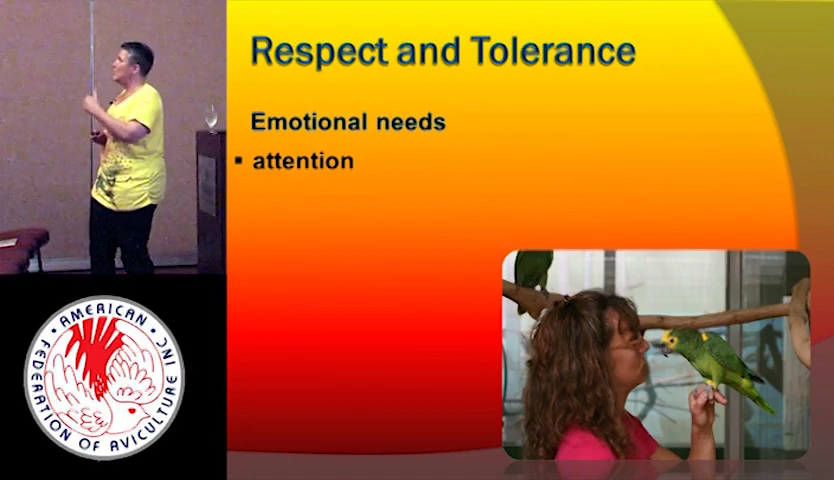 Respect and Tolerance
Emotional needs
▪ attention
AMERICAN
FEDERATION OF AVICULTURE INC